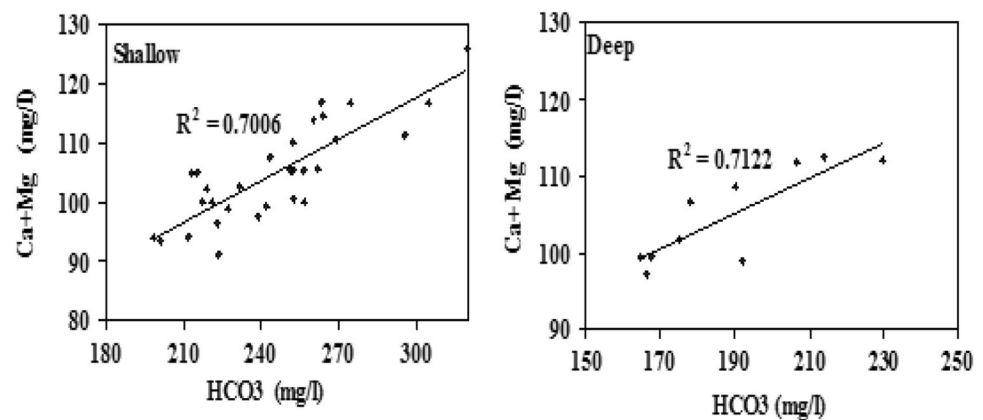 130
Shallow
120
R² = 0.7006
110
100
90
80
180 210 240 270 300
HCO3 (mg/l)
Ca+Mg (mg/l)
130
Deep
R² = 0.7122
110
100
90
150 170 190 210 230 250
HCO3 (mg/l)
Ca+Mg (mg/l)